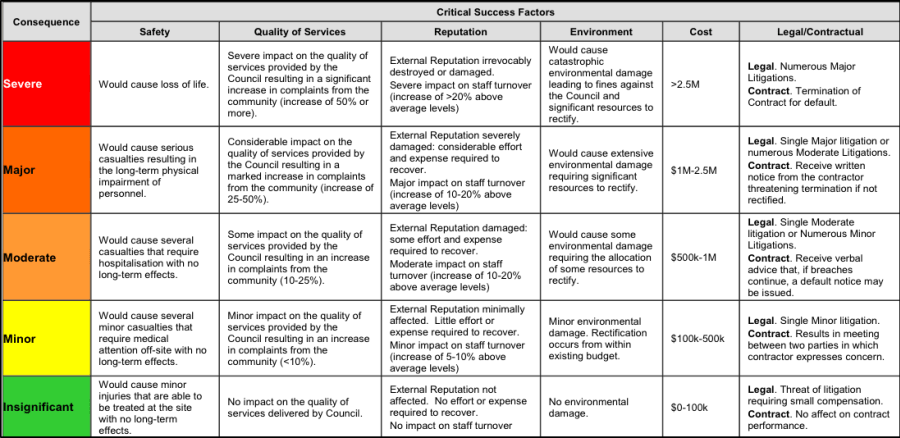 Consequence
Critical Success Factors
Safety
Quality of Services
Reputation
Environment
Cost
Legal/Contractual
Severe
Would cause loss of life.
Severe impact on the quality of
services provided by the
Council resulting in a significant
increase in complaints from the
community (increase of 50% or
more).
External Reputation irrevocably
destroyed or damaged.
Severe impact on staff turnover
(increase of >20% above
average levels)
Would cause
catastrophic
environmental damage
leading to fines against
the Council and
significant resources to
rectify.
>2.5M
Legal. Numerous Major
Litigations.
Contract. Termination of
Contract for default.
Major
Would cause serious
casualties resulting in
the long-term physical
impairment of
personnel.
Considerable impact on the
quality of services provided by
the Council resulting in a
marked increase in complaints
from the community (increase of
25-50%).
External Reputation severely
damaged: considerable effort
and expense required to
recover.
Major impact on staff turnover
(increase of 10-20% above
average levels)
Would cause extensive
environmental damage
requiring significant
resources to rectify.
$1M-2.5M
Legal. Single Major litigation or
numerous Moderate Litigations.
Contract. Receive written
notice from the contractor
threatening termination if not
rectified.
Moderate
Would cause several
casualties that require
hospitalisation with no
long-term effects.
Some impact on the quality of
services provided by the
Council resulting in an increase
in complaints from the
community (10-25%).
External Reputation damaged:
some effort and expense
required to recover.
Moderate impact on staff
turnover (increase of 10-20%
above average levels)
Would cause some
environmental damage
requiring the allocation
of some resources to
rectify.
$500k-1M
Legal. Single Moderate
litigation or Numerous Minor
Litigations.
Contract. Receive verbal
advice that, if breaches
continue, a default notice may
be issued.
Minor
Would cause several
minor casualties that
require medical
attention off-site with no
long-term effects.
Minor impact on the quality of
services provided by the
Council resulting in an increase
in complaints from the
community (<10%).
External Reputation minimally
affected. Little effort or
expense required to recover.
Minor impact on staff turnover
(increase of 5-10% above
average levels)
Minor environmental
damage. Rectification
occurs from within
existing budget.
$100k-500k
Legal. Single Minor litigation.
Contract. Results in meeting
between two parties in which
contractor expresses concern.
Insignificant
Would cause minor
injuries that are able to
be treated at the site
with no long-term
effects.
No impact on the quality of
services delivered by Council.
External Reputation not
affected. No effort or expense
required to recover.
No impact on staff turnover
No environmental
damage.
$0-100k
Legal. Threat of litigation
requiring small compensation.
Contract. No affect on contract
performance.